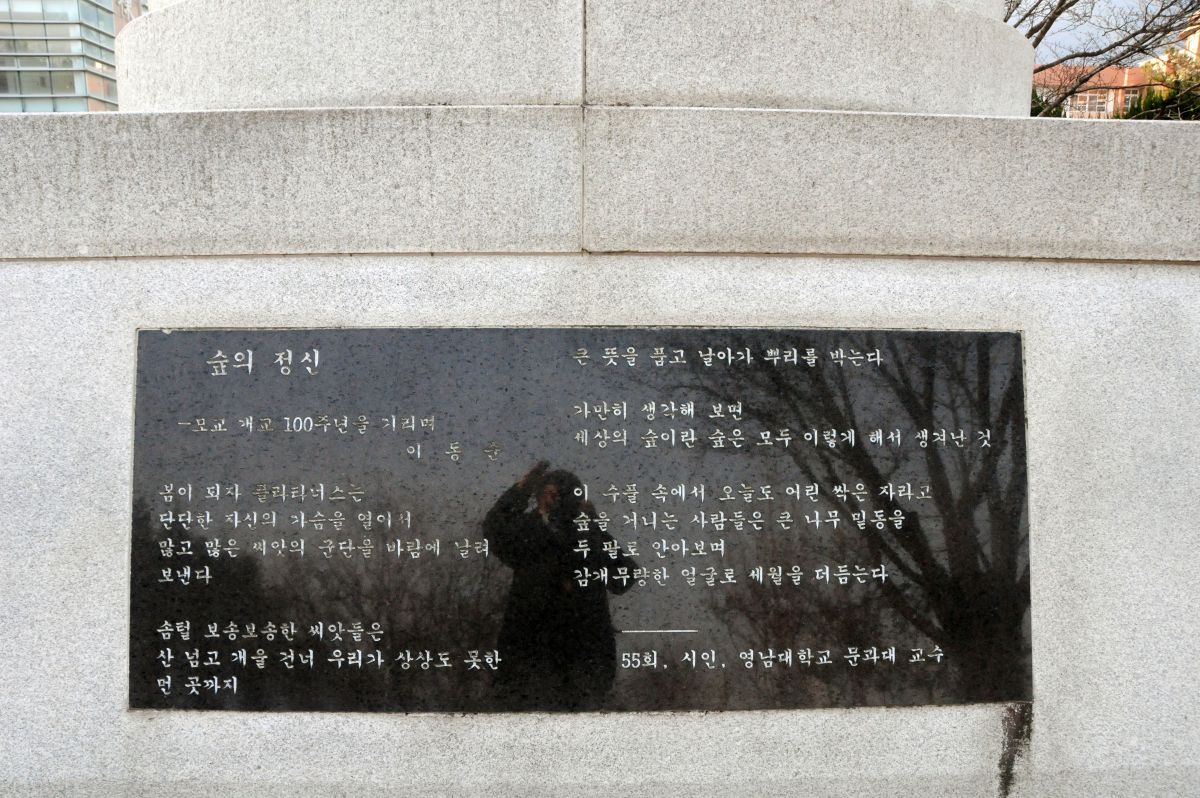 숲의 정신
-모교 개교 100주년을 기리며
이 동 순
봄이 되자 플라타너스는
단단한 자신의 가슴을 열어서
많고 많은 씨앗의 군단을 바람에 날려
보낸다
솜털 보송보송한 씨앗들은
산 넘고 개울 건너 우리가 상상도 못한
먼 곳까지
큰 뜻을 품고 날아가 뿌리를 박는다
가만히 생각해 보면
세상의 숲이란 숲은 모두 이렇게 해서 생겨난 것
이 수풀 속에서 오늘도 어린 싹은 자라고
숲을 거니는 사람들은 큰 나무 밑동을
두 팔로 안아보며
감개무량한 얼굴로 세월을 더듬는다
55회, 시인, 영남대학교 문과대 교수